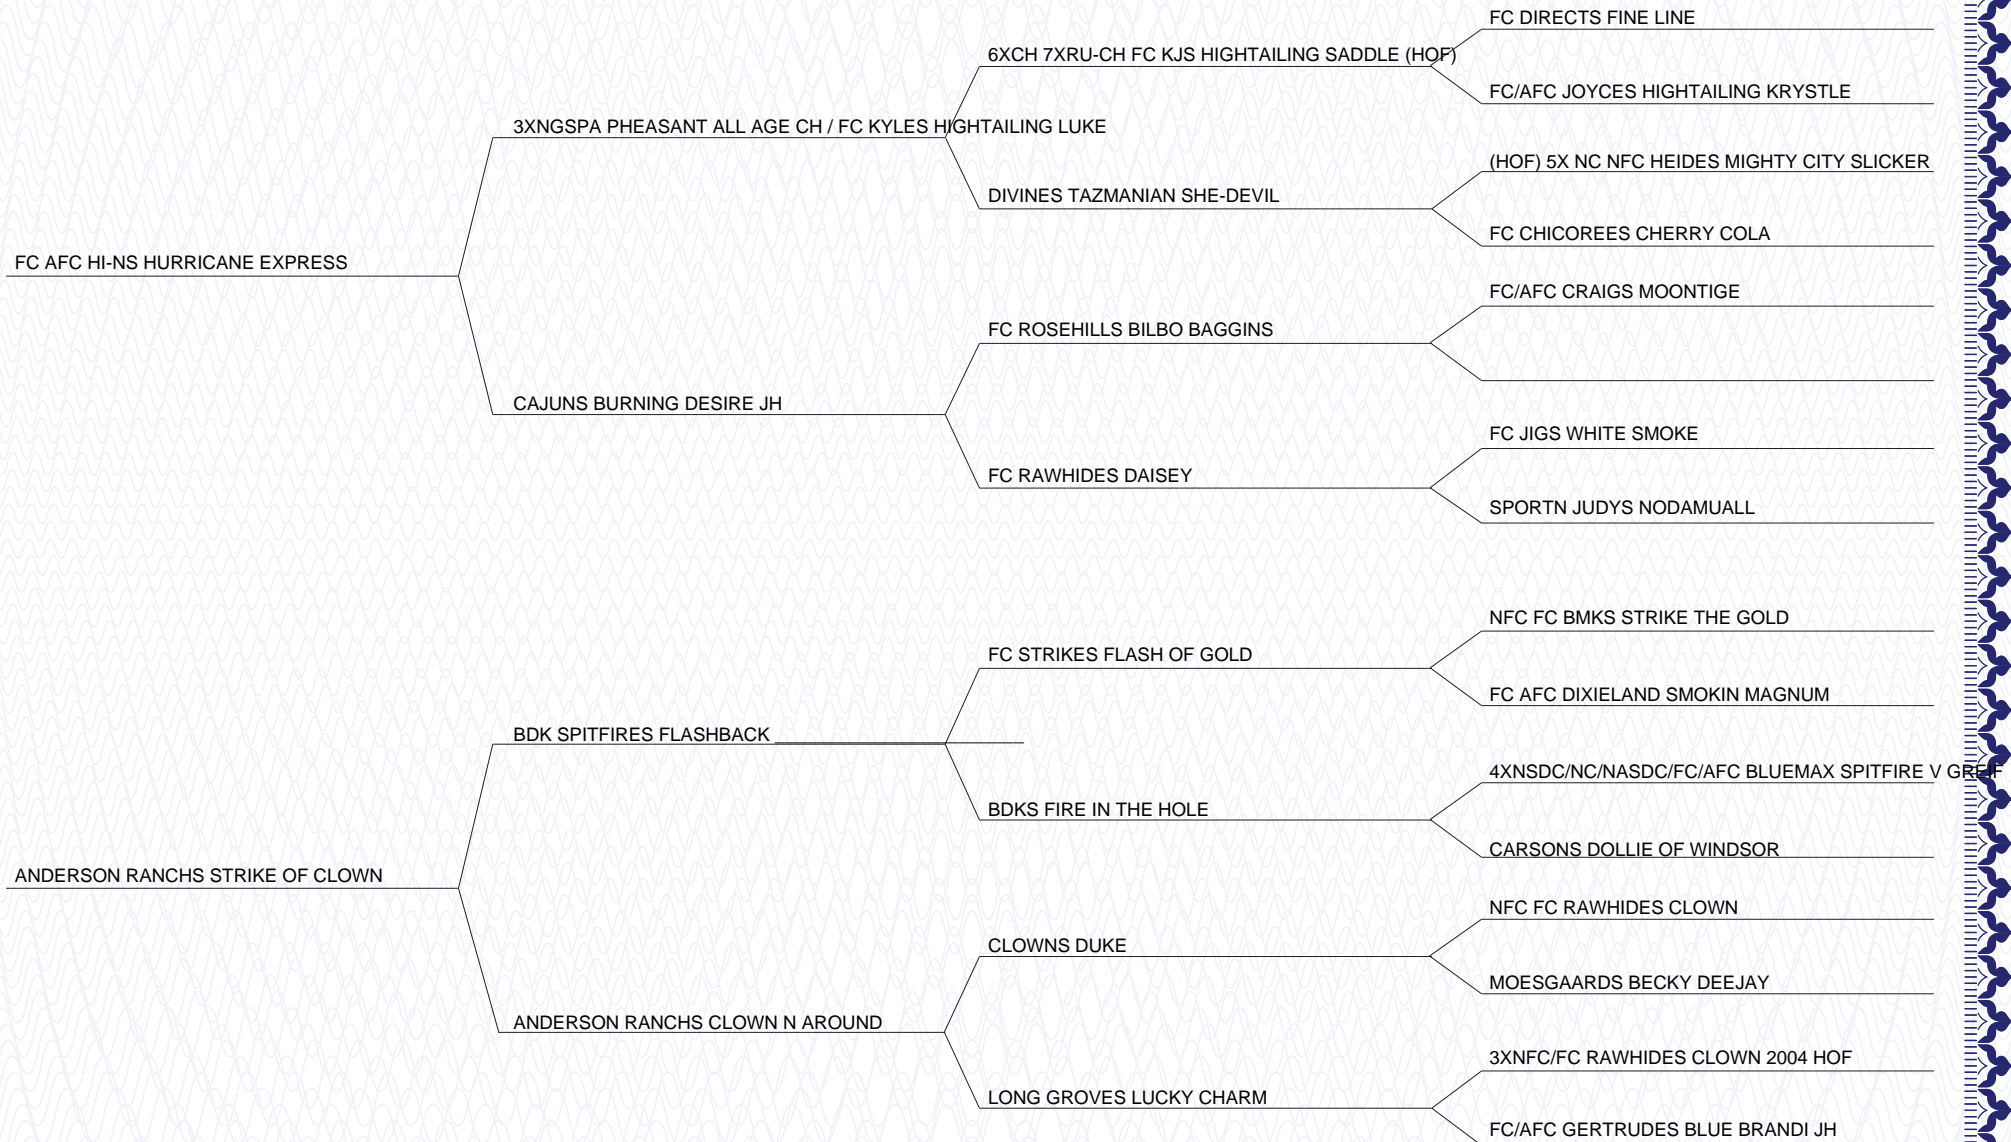 FC DIRECTS FINE LINE
6XCH 7XRU-CH FC KJS HIGHTAILING SADDLE (HOF)
FC/AFC JOYCES HIGHTAILING KRYSTLE
3XNGSPA PHEASANT ALL AGE CH / FC KYLES HIGHTAILING LUKE
(HOF) 5X NC NFC HEIDES MIGHTY CITY SLICKER
DIVINES TAZMANIAN SHE-DEVIL
FC CHICOREES CHERRY COLA
FC AFC HI-NS HURRICANE EXPRESS
FC/AFC CRAIGS MOONTIGE
FC ROSEHILLS BILBO BAGGINS
CAJUNS BURNING DESIRE JH
FC JIGS WHITE SMOKE
FC RAWHIDES DAISEY
SPORTN JUDYS NODAMUALL
NFC FC BMKS STRIKE THE GOLD
FC STRIKES FLASH OF GOLD
FC AFC DIXIELAND SMOKIN MAGNUM
BDK SPITFIRES FLASHBACK
4XNSDC/NC/NASDC/FC/AFC BLUEMAX SPITFIRE V GREIF
BDKS FIRE IN THE HOLE
CARSONS DOLLIE OF WINDSOR
ANDERSON RANCHS STRIKE OF CLOWN
NFC FC RAWHIDES CLOWN
CLOWNS DUKE
MOESGAARDS BECKY DEEJAY
ANDERSON RANCHS CLOWN N AROUND
3XNFC/FC RAWHIDES CLOWN 2004 HOF
LONG GROVES LUCKY CHARM
FC/AFC GERTRUDES BLUE BRANDI JH